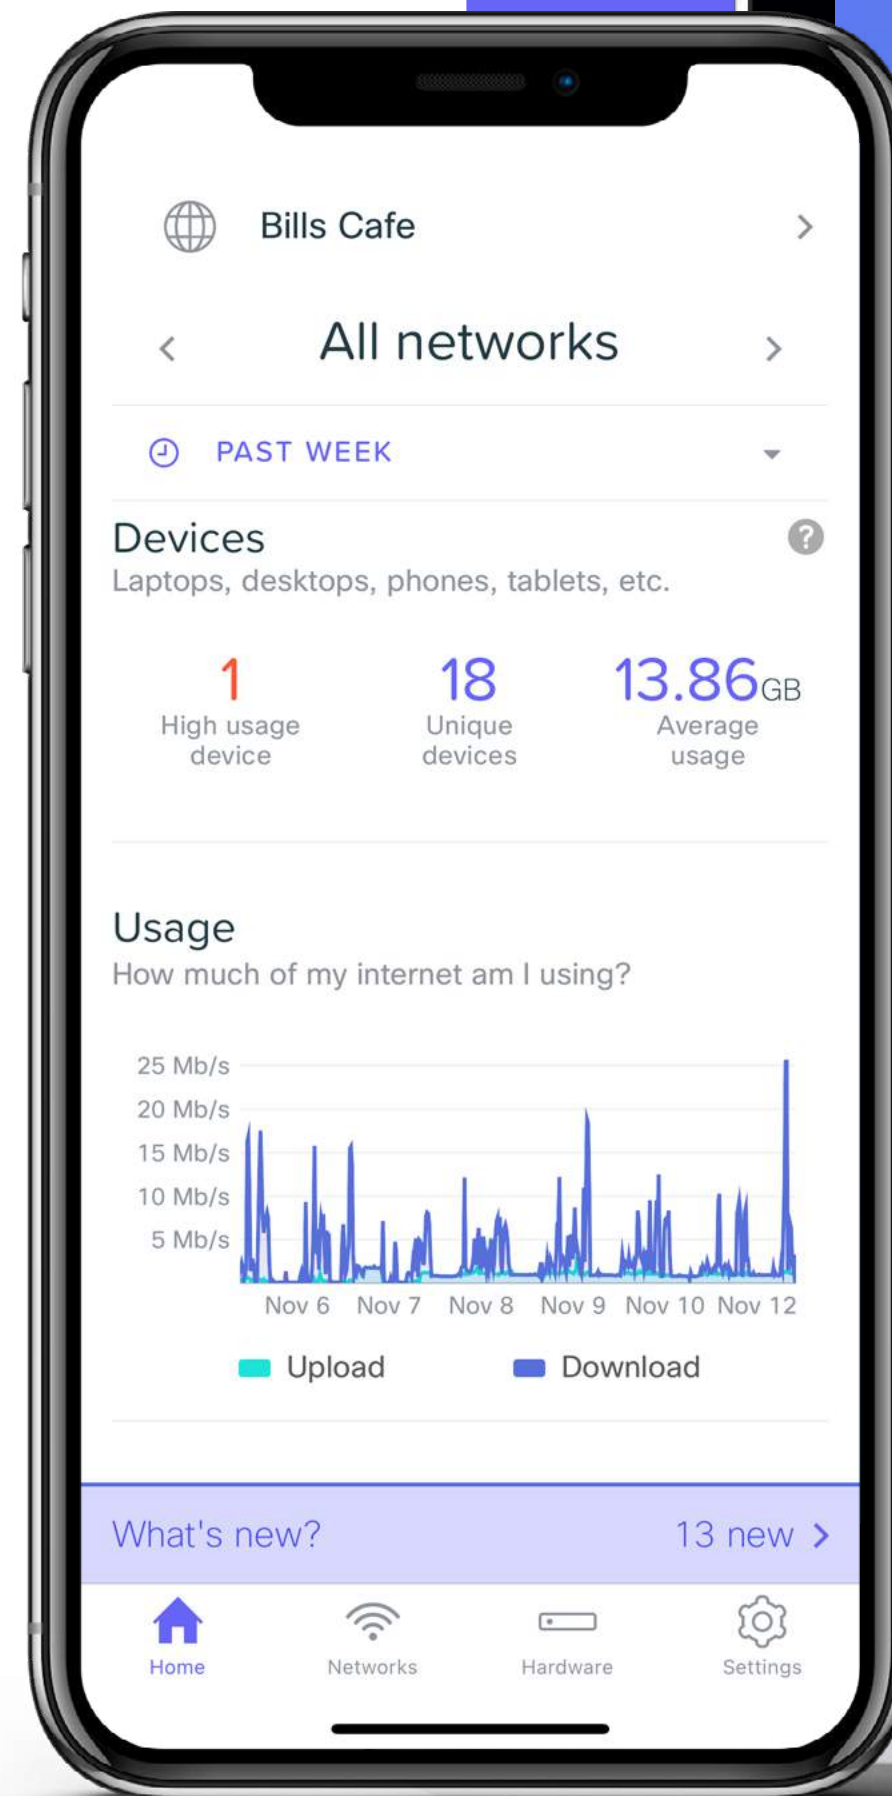 Bills Cafe
All networks
PAST WEEK
Devices
?
Laptops, desktops, phones, tablets, etc.
1
High usage
device
18
Unique
devices
13.86GB
Average
usage
Usage
How much of my internet am I using?
25 Mb/s
20 Mb/s
15 Mb/s
10 Mb/s
5 Mb/s
Nov 6 Nov 7 Nov 8 Nov 9 Nov 10 Nov 12
Upload Download
What's new? 13 new
Home Networks Hardware Settings